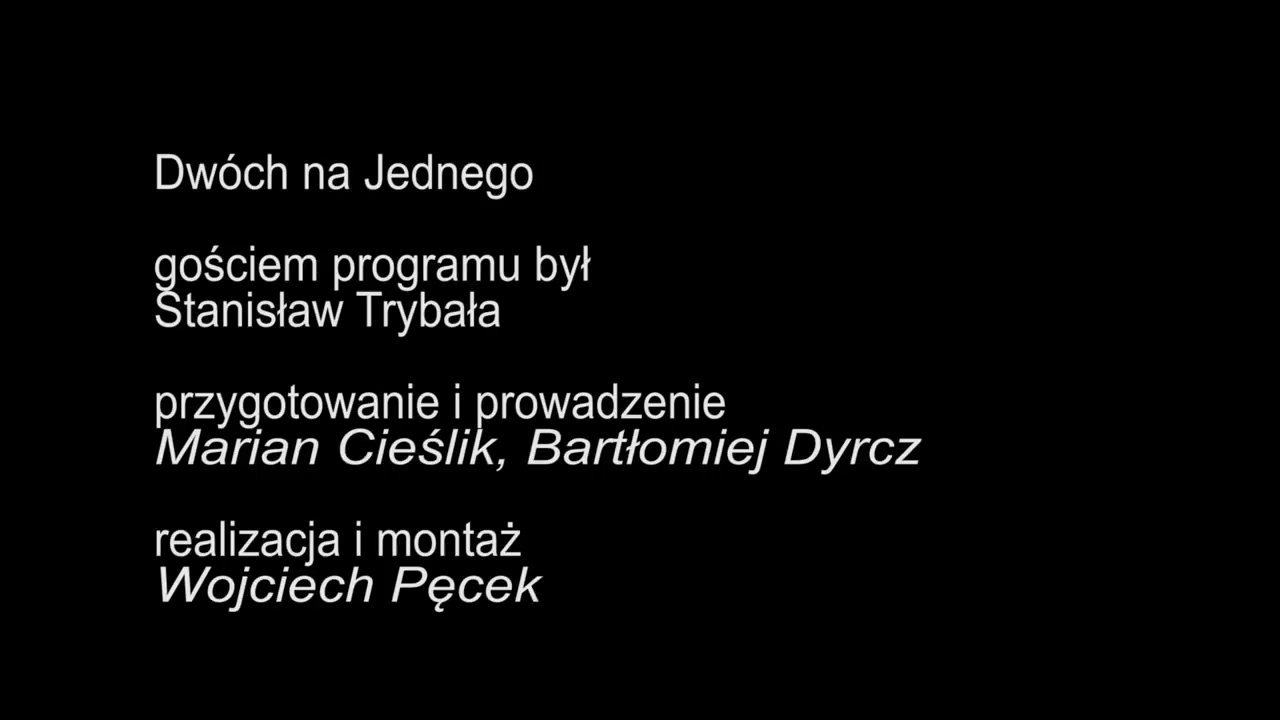 Dwóch na Jednego
gościem programu był
Stanisław Trybała
przygotowanie i prowadzenie
Marian Cieślik, Bartłomiej Dyrcz
realizacja i montaż
Wojciech Pęcek